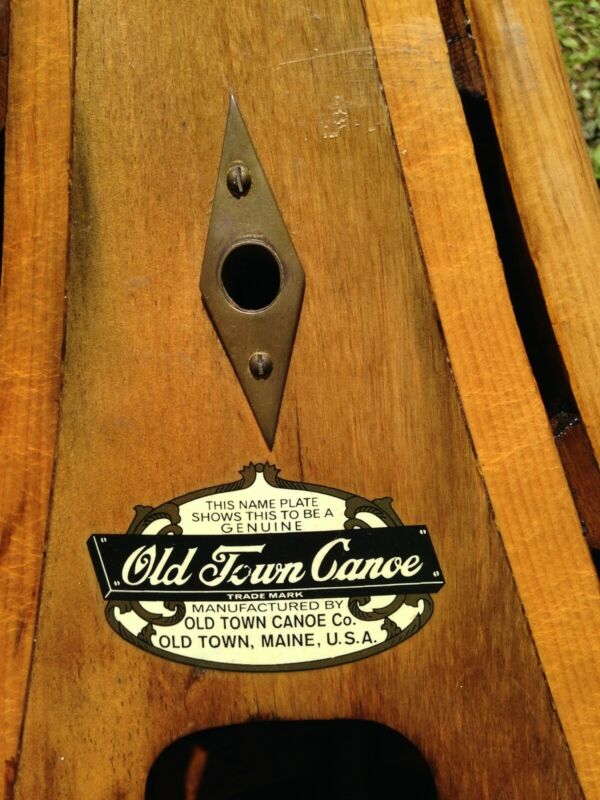 THIS NAME PLATE
SHOWS THIS TO BE A
GENUINE
"Old Town Canoe"
TRADE MARK
MANUFACTURED BY
OLD TOWN CANOE Co.
OLD TOWN, MAINE, U.S.A.